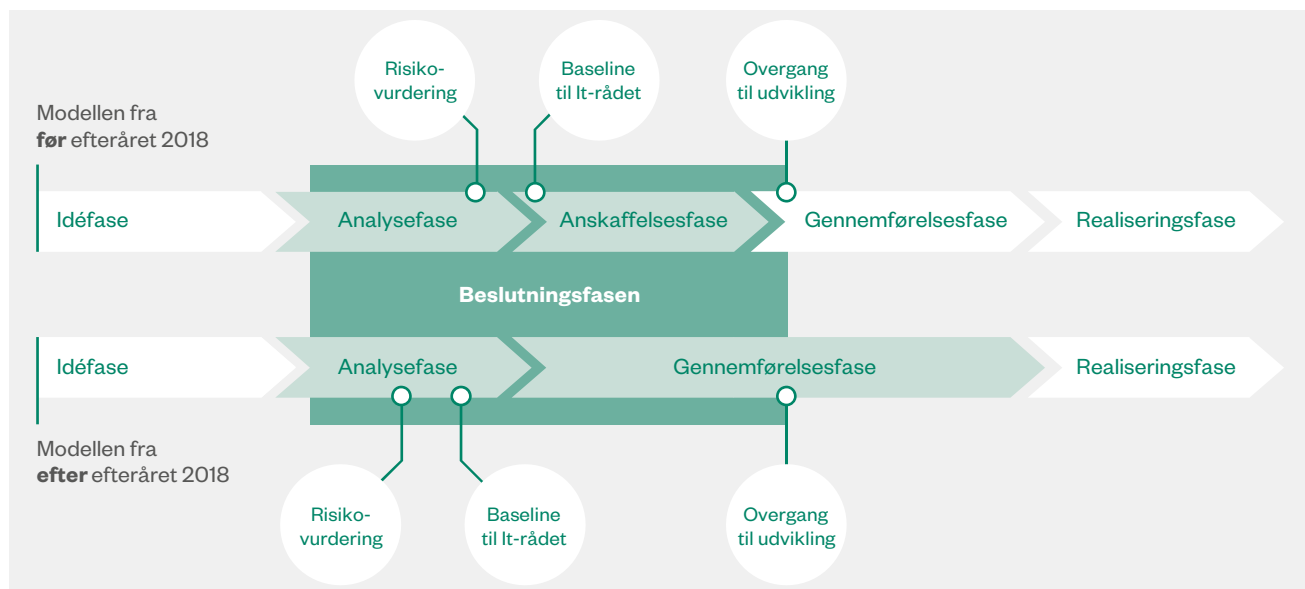 Risiko-
vurdering
Baseline
til It-rådet
Overgang
til udvikling
Modellen fra
før efteråret 2018
Idéfase
Analysefase
Anskaffelsesfase
Gennemførelsesfase
Realiseringsfase
Beslutningsfasen
Idéfase
Analysefase
Gennemførelsesfase
Realiseringsfase
Modellen fra
efter efteråret 2018
Risiko-
vurdering
Baseline
til It-rådet
Overgang
til udvikling